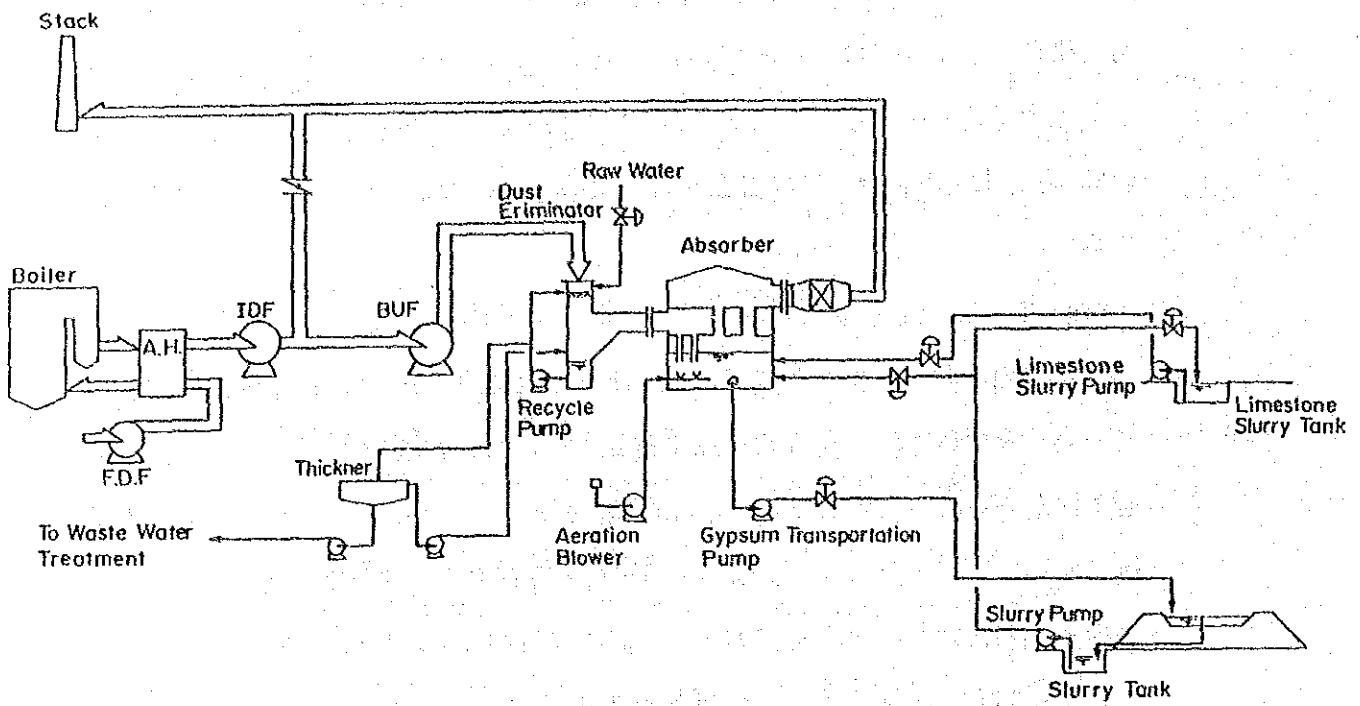 Stack
Raw Water
Dust
Eriminator
Absorber
Boiler
IDF
BUF
A.H.
Limestone
Slurry Pump
Limestone
Slurry Tank
Recycle
Pump
F.D.F
Thickner
To Waste Water
Treatment
Aeration
Blower
Gypsum Transportation
Pump
Slurry Pump
Slurry Tank